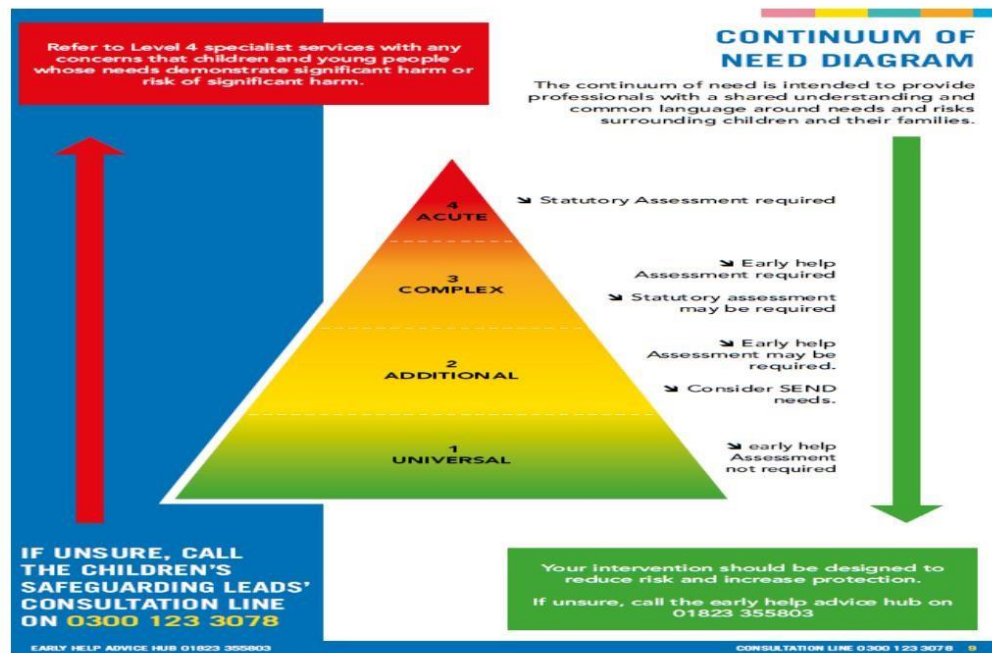 Refer to Level 4 specialist services with any
concerns that children and young people
whose needs demonstrate significant harm or
risk of significant harm.
CONTINUUM OF
NEED DIAGRAM
The continuum of need is intended to provide
professionals with a shared understanding and
common language around needs and risks
surrounding children and their families.
4
ACUTE
↘ Statutory Assessment required
3
COMPLEX
↘ Early help
Assessment required
↘ Statutory assessment
may be required
2
ADDITIONAL
↘ Early help
Assessment may be
required.
↘ Consider SEND
needs.
1
UNIVERSAL
↘ early help
Assessment
not required
IF UNSURE, CALL
THE CHILDREN'S
SAFEGUARDING LEADS'
CONSULTATION LINE
ON 0300 123 3078
Your intervention should be designed to
reduce risk and increase protection.
If unsure, call the early help advice hub on
01823 355803
EARLY HELP ADVICE HUB 01823 355803
CONSULTATION LINE 0300 123 3078 9